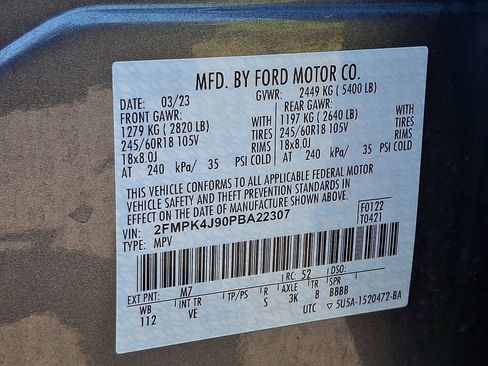 MFD. BY FORD MOTOR CO.
DATE: 03/23 GVWR: 2449 KG ( 5400 LB)
FRONT GAWR: REAR GAWR:
1279 KG ( 2820 LB) WITH 1197 KG ( 2640 LB) WITH
245/60R18 105V TIRES 245/60R18 105V TIRES
18x8.0J RIMS 18x8.0J RIMS
AT 240 kPa/ 35 PSI COLD AT 240 kPa/ 35 PSI COLD
THIS VEHICLE CONFORMS TO ALL APPLICABLE FEDERAL MOTOR
VEHICLE SAFETY AND THEFT PREVENTION STANDARDS IN
EFFECT ON THE DATE OF MANUFACTURE SHOWN ABOVE.
VIN: 2FMPK4J90PBA22307 F0122
TYPE: MPV T0421
EXT PNT: M7 RC: 52 DSO:
WB INT TR TP/PS R AXLE TR SPR
112 VE S 3K 8 BBBB
UTC ▽5U5A-1520472-BA